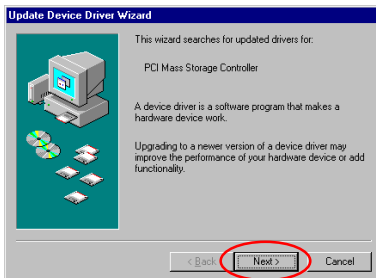 Update Device Driver Wizard
This wizard searches for updated drivers for:
PCI Mass Storage Controller
A device driver is a software program that makes a
hardware device work.
Upgrading to a newer version of a device driver may
improve the performance of your hardware device or add
functionality.
< Back
Next >
Cancel